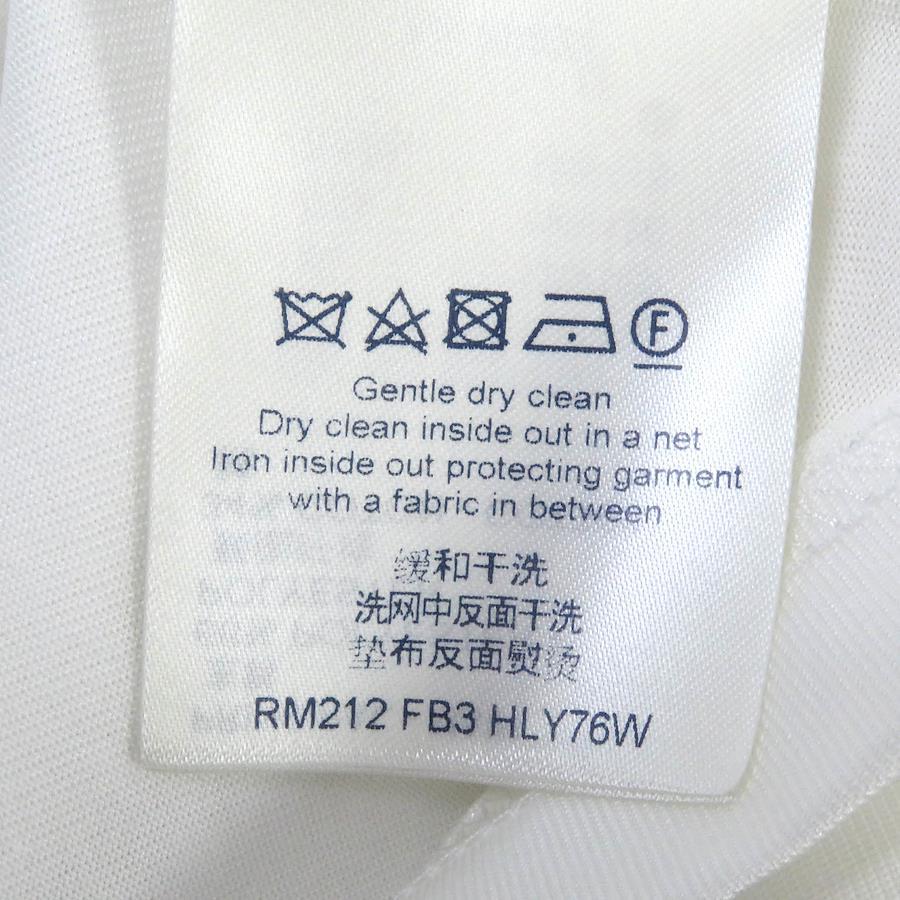 F
Gentle dry clean
Dry clean inside out in a net
Iron inside out protecting garment
with a fabric in between
缓和干洗
洗网中反面干洗
垫布反面熨烫
RM212 FB3 HLY76W